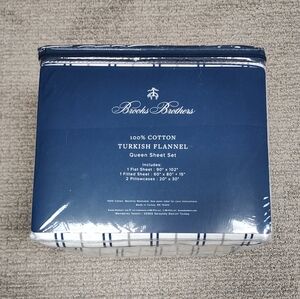 Brooks Brothers
100% COTTON
TURKISH FLANNEL
Queen Sheet Set
Includes:
1 Flat Sheet : 90" x 102"
1 Fitted Sheet : 60" x 80" + 15"
2 Pillowcases : 20" x 30"